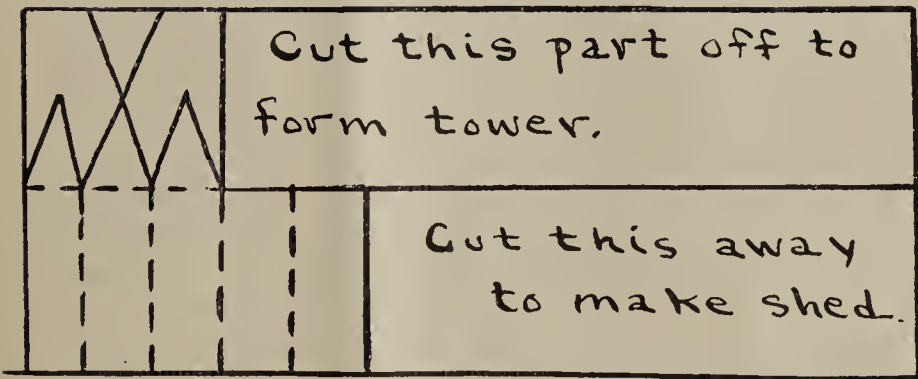 Cut this part off to
form tower.
Cut this away
to make shed.